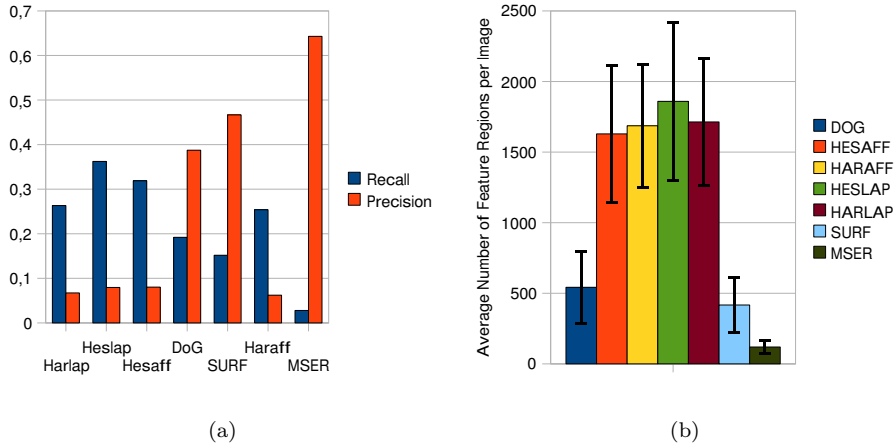 0,7
0,6
0,5
0,4
0,3
0,2
0,1
0
Harlap
Heslap
Hesaff
DoG
SURF
Haraff
MSER
Recall
Precision
(a)
Average Number of Feature Regions per Image
2500
2000
1500
1000
500
0
DOG
HESAFF
HARAFF
HESLAP
HARLAP
SURF
MSER
(b)